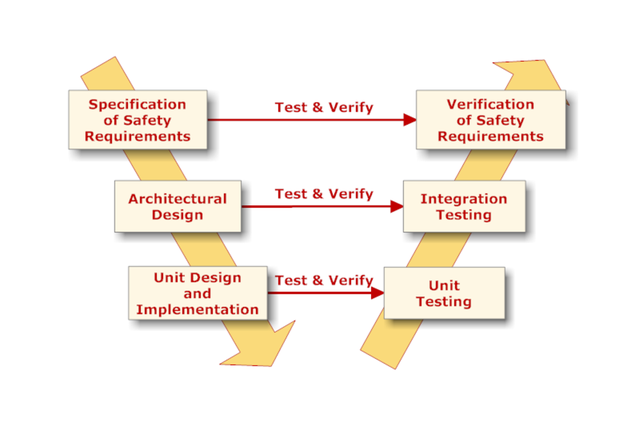 Specification
of Safety
Requirements
Test & Verify
Verification
of Safety
Requirements
Architectural
Design
Test & Verify
Integration
Testing
Unit Design
and
Implementation
Test & Verify
Unit
Testing